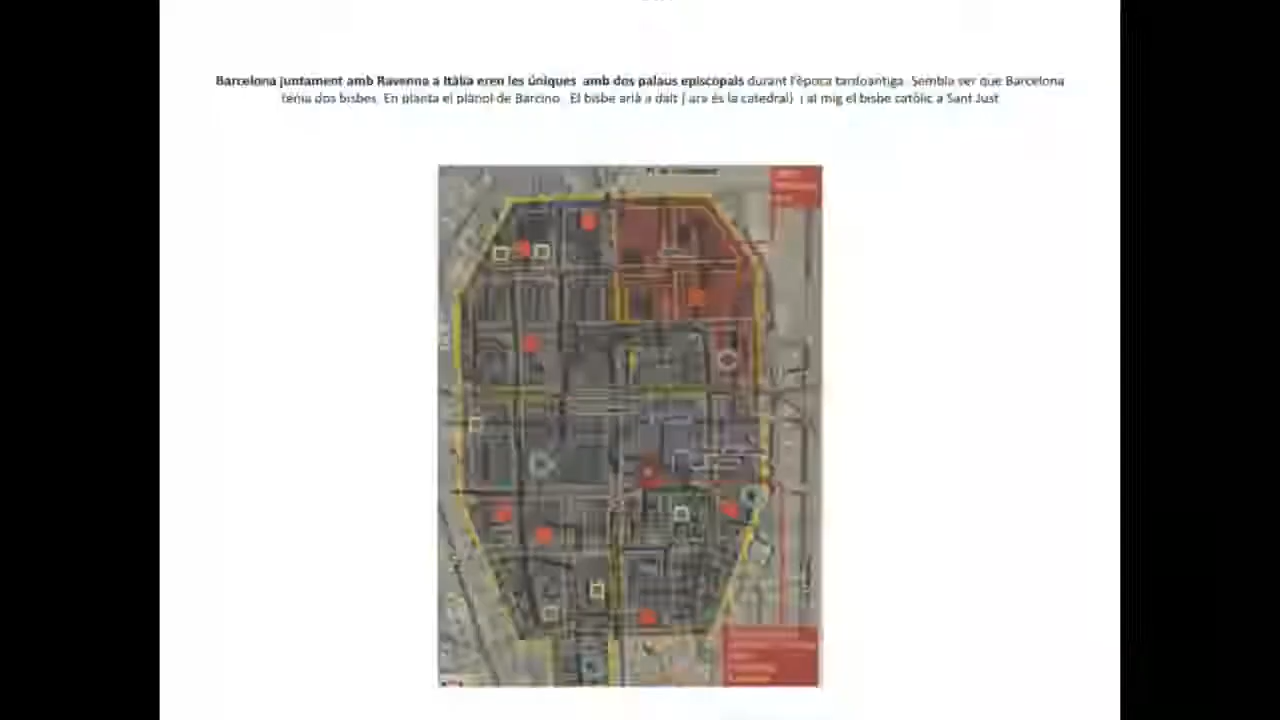 Barcelona juntament amb Ravenna a Itàlia eren les úniques amb dos palaus episcopals durant l'època tardoantiga. Sembla ser que Barcelona
tenia dos bisbes. En planta el plànol de Barcino. El bisbe arià a dalt ( ara és la catedral) i al mig el bisbe catòlic a Sant Just